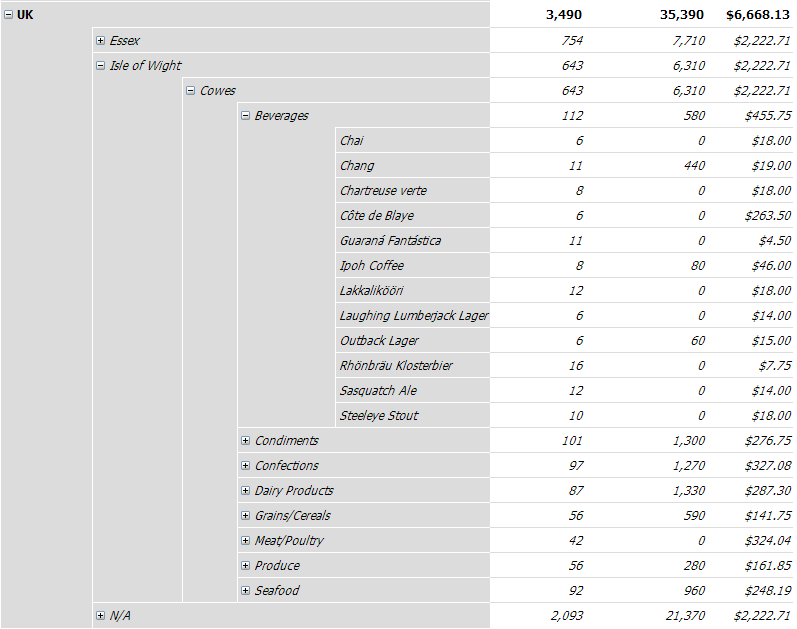 UK 3,490 35,390 $6,668.13
Essex 754 7,710 $2,222.71
Isle of Wight 643 6,310 $2,222.71
Cowes 643 6,310 $2,222.71
Beverages 112 580 $455.75
Chai 6 0 $18.00
Chang 11 440 $19.00
Chartreuse verte 8 0 $18.00
Côte de Blaye 6 0 $263.50
Guaraná Fantástica 11 0 $4.50
Ipoh Coffee 8 80 $46.00
Lakkalikööri 12 0 $18.00
Laughing Lumberjack Lager 6 0 $14.00
Outback Lager 6 60 $15.00
Rhönbräu Klosterbier 16 0 $7.75
Sasquatch Ale 12 0 $14.00
Steeleye Stout 10 0 $18.00
Condiments 101 1,300 $276.75
Confections 97 1,270 $327.08
Dairy Products 87 1,330 $287.30
Grains/Cereals 56 590 $141.75
Meat/Poultry 42 0 $324.04
Produce 56 280 $161.85
Seafood 92 960 $248.19
N/A 2,093 21,370 $2,222.71